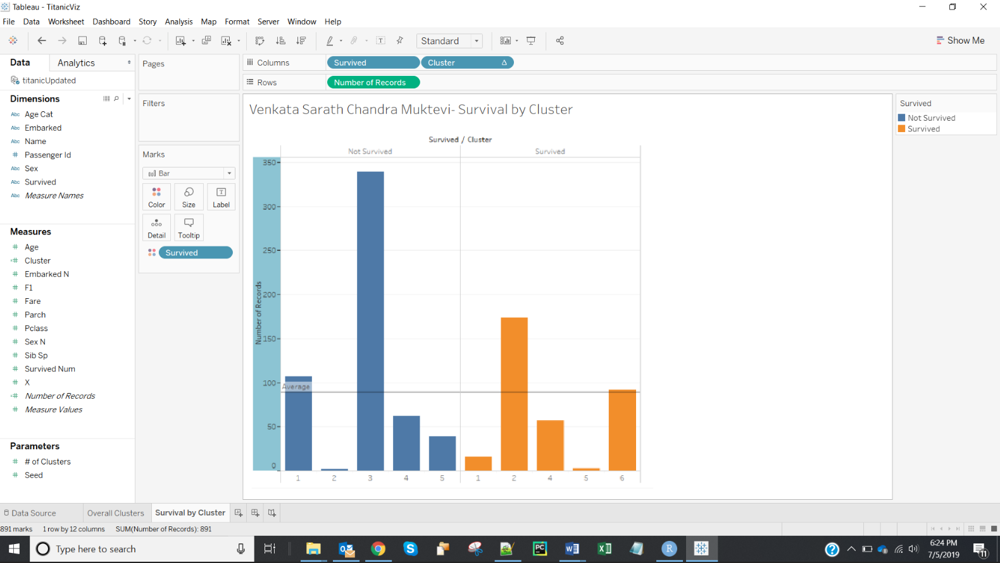 Tableau - TitanicViz
File Data Worksheet Dashboard Story Analysis Map Format Server Window Help
Standard
Show Me
Data Analytics
titanicUpdated
Dimensions
Abc Age Cat
Abc Embarked
Abc Name
# Passenger Id
Abc Sex
Abc Survived
Abc Measure Names
Measures
# Age
=# Cluster
# Embarked N
# F1
# Fare
# Parch
# Pclass
# Sex N
# Sib Sp
# Survived Num
# X
=# Number of Records
# Measure Values
Parameters
# # of Clusters
# Seed
Pages
Filters
Marks
Bar
Color Size Label
Detail Tooltip
Survived
Columns Survived Cluster Δ
Rows Number of Records
Venkata Sarath Chandra Muktevi- Survival by Cluster
Survived / Cluster
Not Survived Survived
350
300
250
200
150
100
50
0
Number of Records
Average
1 2 3 4 5 1 2 4 5 6
Survived
Not Survived
Survived
Data Source Overall Clusters Survival by Cluster
891 marks 1 row by 12 columns SUM(Number of Records): 891
Type here to search
6:24 PM
7/5/2019
11